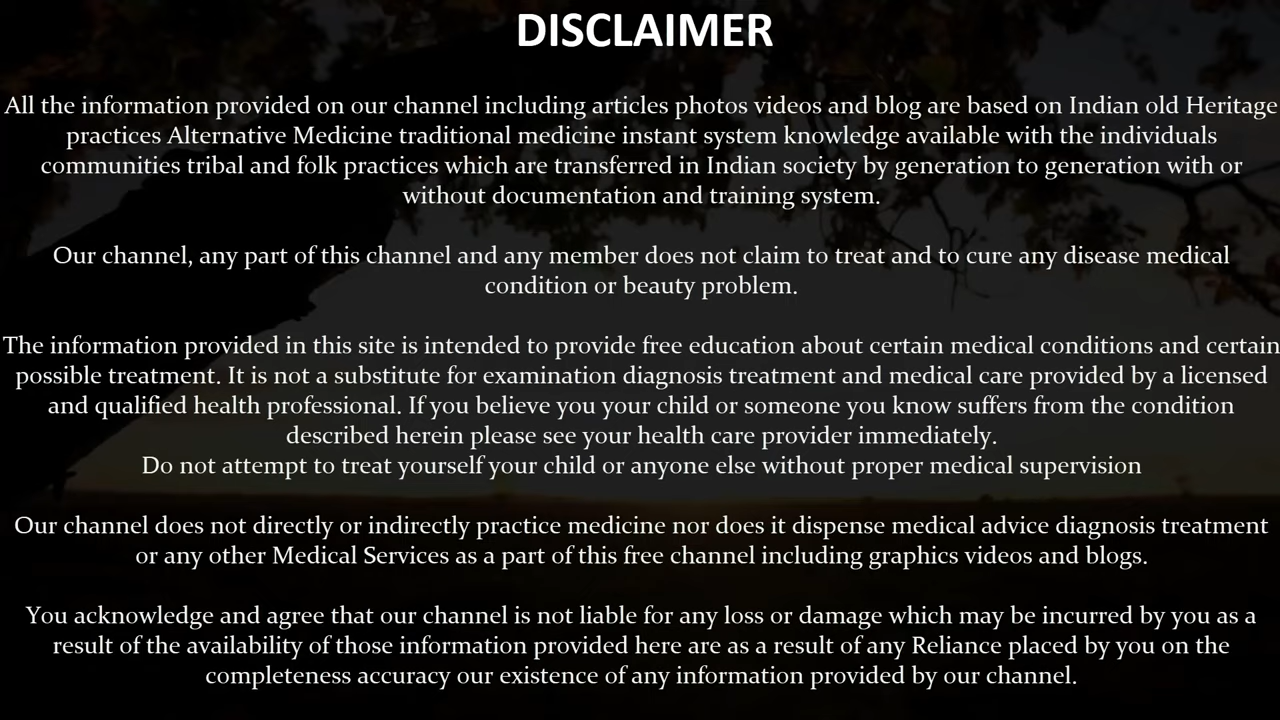 DISCLAIMER
All the information provided on our channel including articles photos videos and blog are based on Indian old Heritage
practices Alternative Medicine traditional medicine instant system knowledge available with the individuals
communities tribal and folk practices which are transferred in Indian society by generation to generation with or
without documentation and training system.
Our channel, any part of this channel and any member does not claim to treat and to cure any disease medical
condition or beauty problem.
The information provided in this site is intended to provide free education about certain medical conditions and certain
possible treatment. It is not a substitute for examination diagnosis treatment and medical care provided by a licensed
and qualified health professional. If you believe you your child or someone you know suffers from the condition
described herein please see your health care provider immediately.
Do not attempt to treat yourself your child or anyone else without proper medical supervision
Our channel does not directly or indirectly practice medicine nor does it dispense medical advice diagnosis treatment
or any other Medical Services as a part of this free channel including graphics videos and blogs.
You acknowledge and agree that our channel is not liable for any loss or damage which may be incurred by you as a
result of the availability of those information provided here are as a result of any Reliance placed by you on the
completeness accuracy our existence of any information provided by our channel.